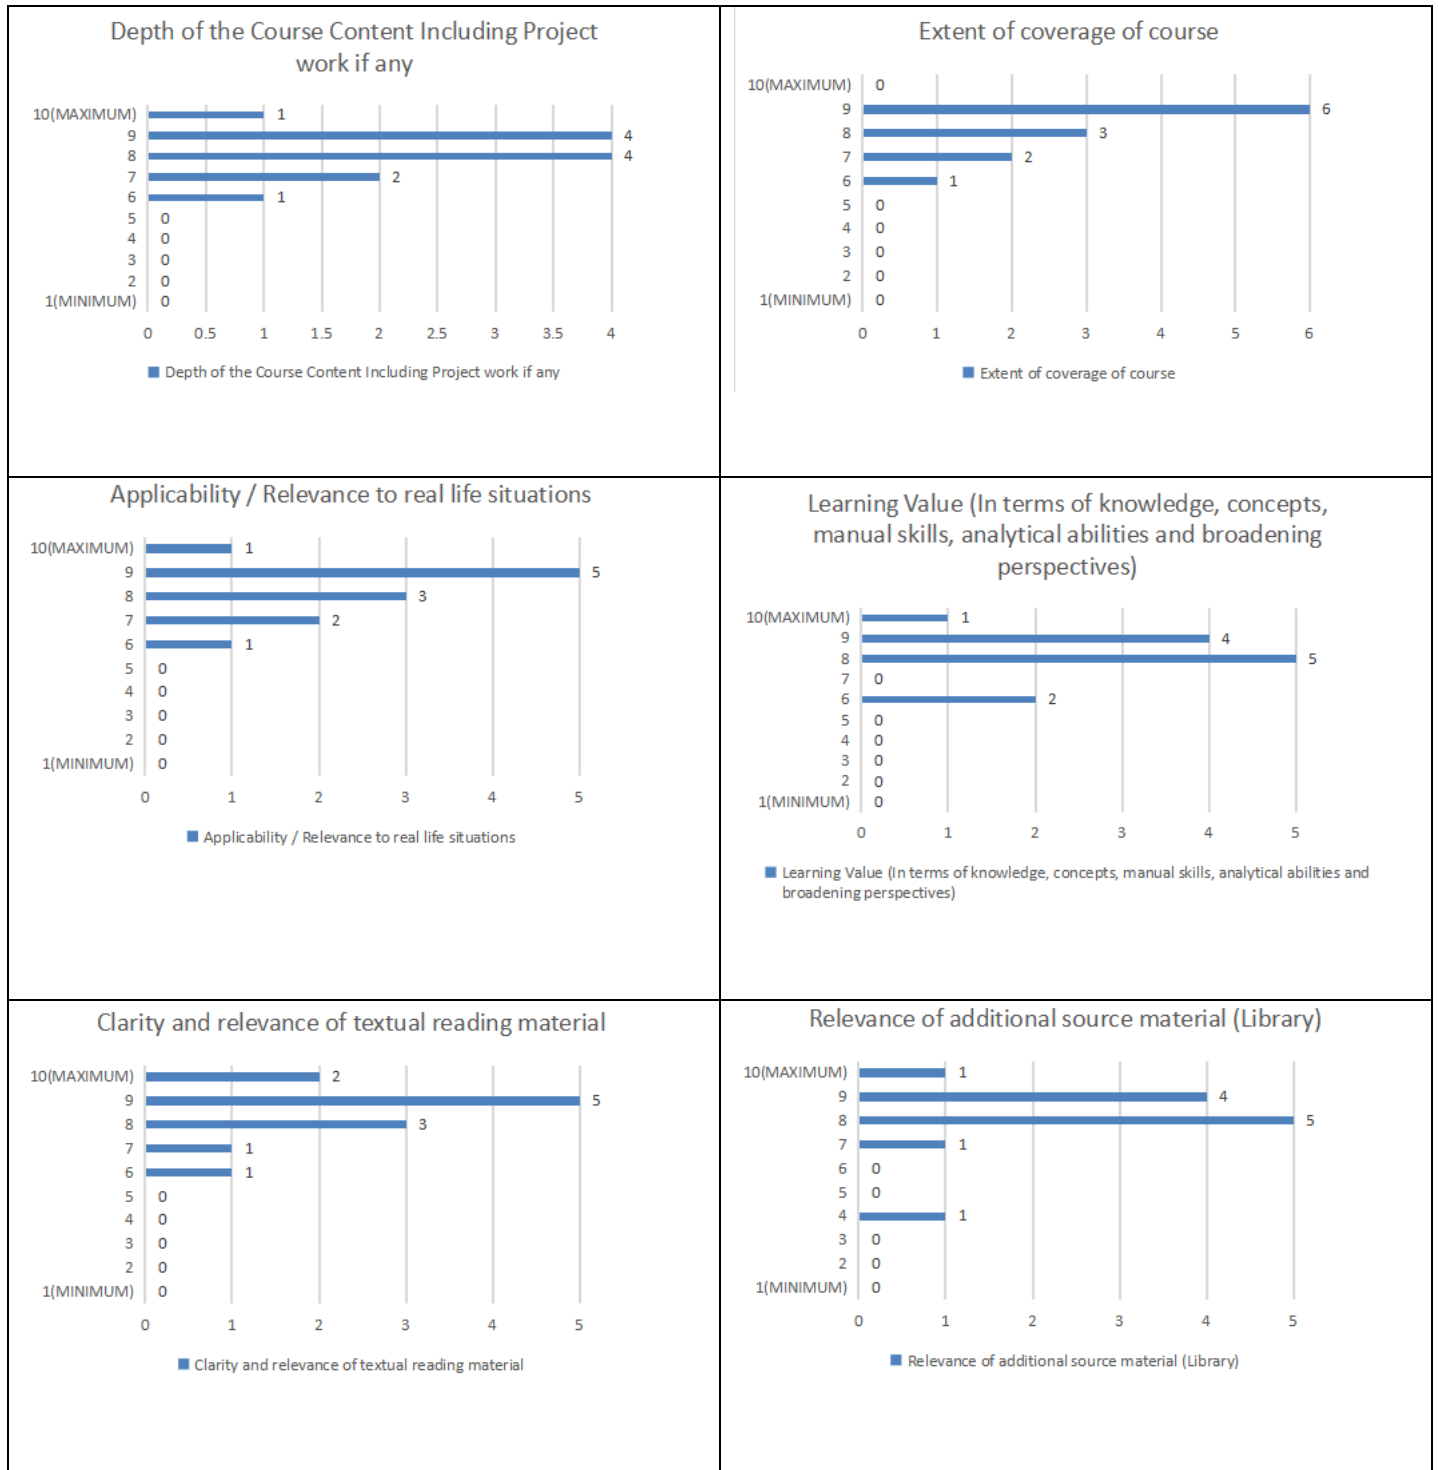 Depth of the Course Content Including Project
work if any
10(MAXIMUM) 1
9 4
8 4
7 2
6 1
5 0
4 0
3 0
2 0
1(MINIMUM) 0
0 0.5 1 1.5 2 2.5 3 3.5 4
Depth of the Course Content Including Project work if any
Extent of coverage of course
10(MAXIMUM) 0
9 6
8 3
7 2
6 1
5 0
4 0
3 0
2 0
1(MINIMUM) 0
0 1 2 3 4 5 6
Extent of coverage of course
Applicability / Relevance to real life situations
10(MAXIMUM) 1
9 5
8 3
7 2
6 1
5 0
4 0
3 0
2 0
1(MINIMUM) 0
0 1 2 3 4 5
Applicability / Relevance to real life situations
Learning Value (In terms of knowledge, concepts,
manual skills, analytical abilities and broadening
perspectives)
10(MAXIMUM) 1
9 4
8 5
7 0
6 2
5 0
4 0
3 0
2 0
1(MINIMUM) 0
0 1 2 3 4 5
Learning Value (In terms of knowledge, concepts, manual skills, analytical abilities and
broadening perspectives)
Clarity and relevance of textual reading material
10(MAXIMUM) 2
9 5
8 3
7 1
6 1
5 0
4 0
3 0
2 0
1(MINIMUM) 0
0 1 2 3 4 5
Clarity and relevance of textual reading material
Relevance of additional source material (Library)
10(MAXIMUM) 1
9 4
8 5
7 1
6 0
5 0
4 1
3 0
2 0
1(MINIMUM) 0
0 1 2 3 4 5
Relevance of additional source material (Library)